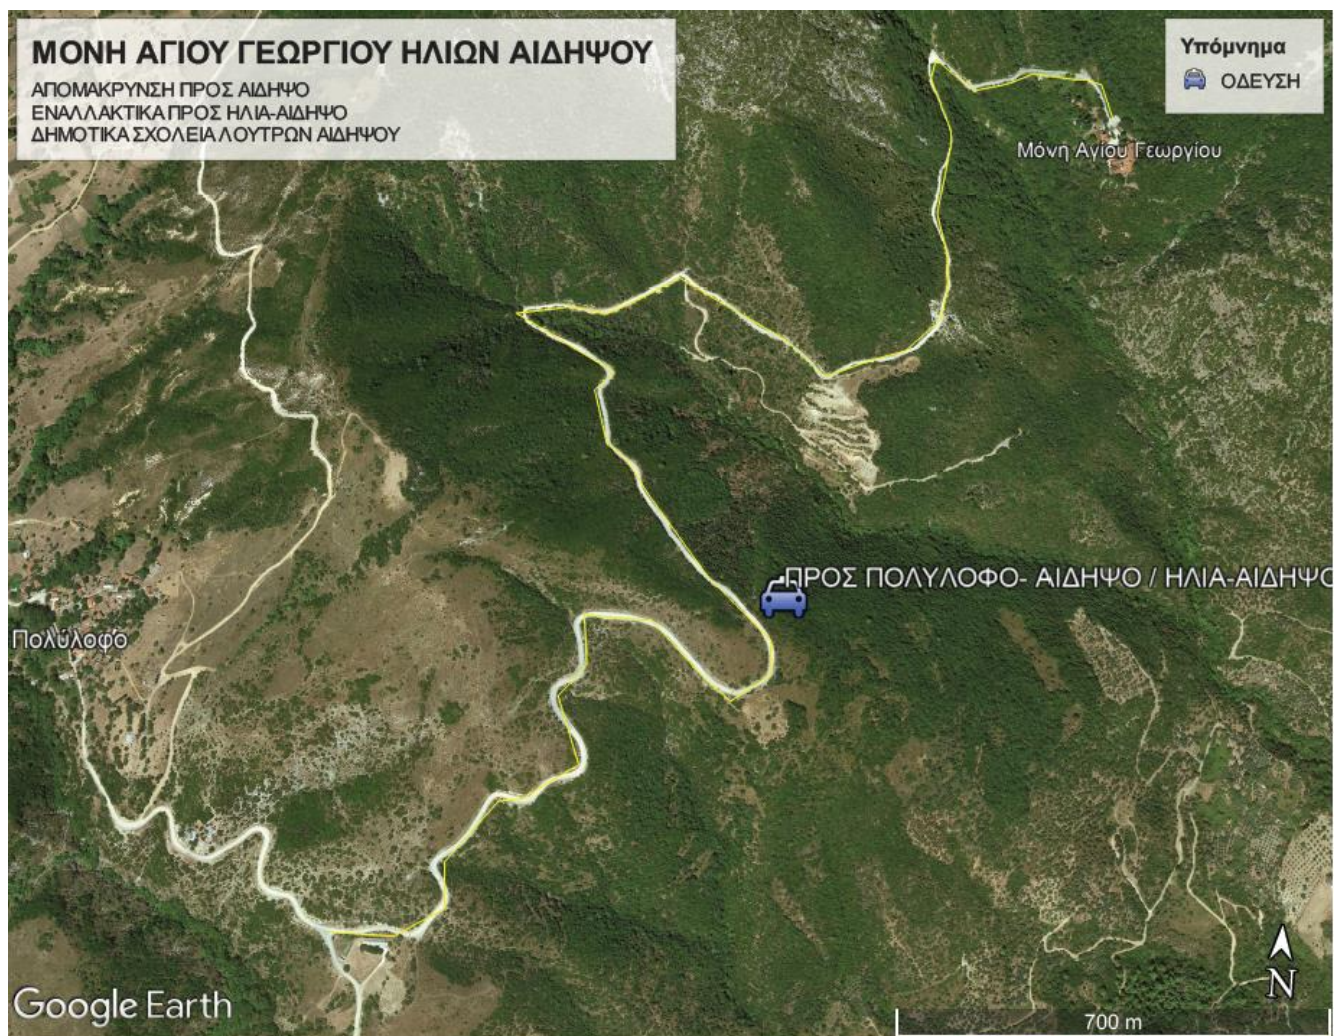 ΜΟΝΗ ΑΓΙΟΥ ΓΕΩΡΓΙΟΥ ΗΛΙΩΝ ΑΙΔΗΨΟΥ
ΑΠΟΜΑΚΡΥΝΣΗ ΠΡΟΣ ΑΙΔΗΨΟ
ΕΝΑΛΛΑΚΤΙΚΑ ΠΡΟΣ ΗΛΙΑ-ΑΙΔΗΨΟ
ΔΗΜΟΤΙΚΑ ΣΧΟΛΕΙΑ ΛΟΥΤΡΩΝ ΑΙΔΗΨΟΥ
Υπόμνημα
ΟΔΕΥΣΗ
Μόνή Αγίου Γεωργίου
ΠΡΟΣ ΠΟΛΥΛΟΦΟ- ΑΙΔΗΨΟ / ΗΛΙΑ-ΑΙΔΗΨΟ
Πολύλοφο
N
Google Earth
700 m